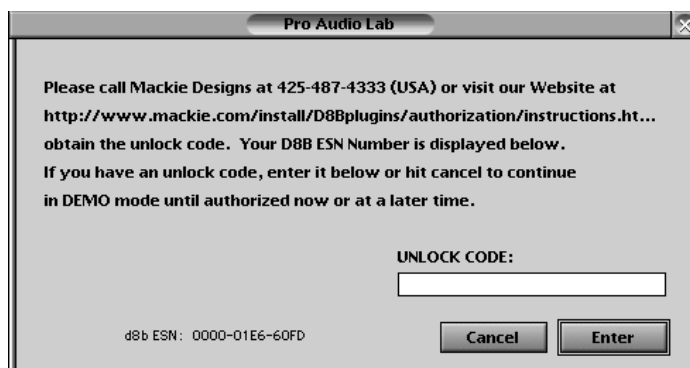 Pro Audio Lab
Please call Mackie Designs at 425-487-4333 (USA) or visit our Website at
http://www.mackie.com/install/D8Bplugins/authorization/instructions.ht...
obtain the unlock code. Your D8B ESN Number is displayed below.
If you have an unlock code, enter it below or hit cancel to continue
in DEMO mode until authorized now or at a later time.
UNLOCK CODE:
d8b ESN: 0000-01E6-60FD
Cancel
Enter